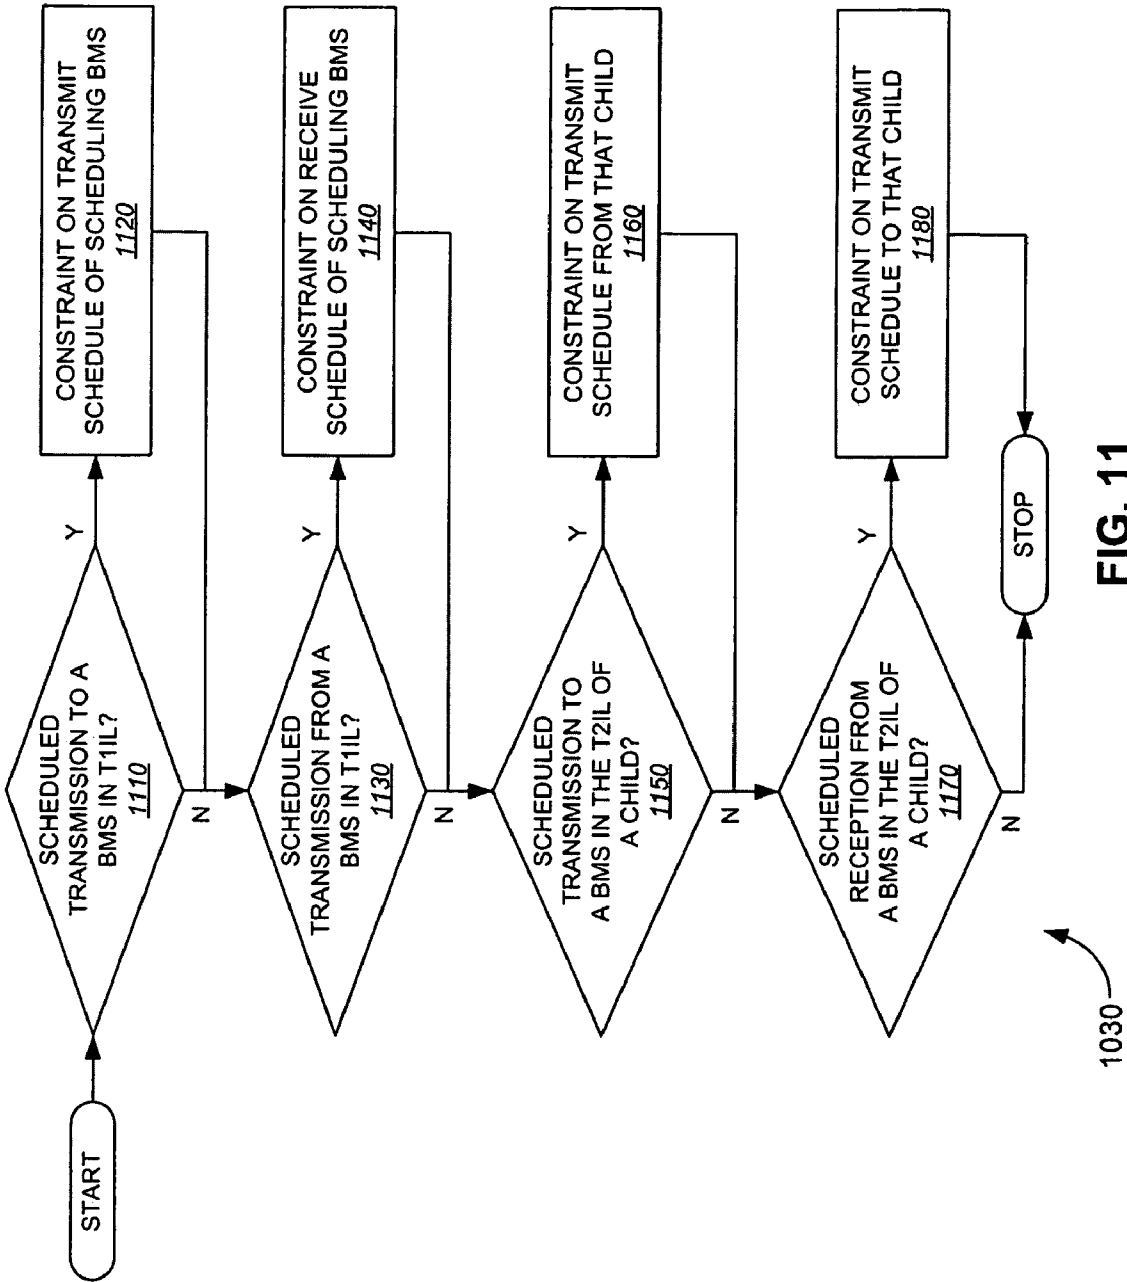 START
SCHEDULED
TRANSMISSION TO A
BMS IN T1IL?
1110
Y
N
CONSTRAINT ON TRANSMIT
SCHEDULE OF SCHEDULING BMS
1120
SCHEDULED
TRANSMISSION FROM A
BMS IN T1IL?
1130
Y
N
CONSTRAINT ON RECEIVE
SCHEDULE OF SCHEDULING BMS
1140
SCHEDULED
TRANSMISSION TO
A BMS IN THE T2IL OF
A CHILD?
1150
Y
N
CONSTRAINT ON TRANSMIT
SCHEDULE FROM THAT CHILD
1160
SCHEDULED
RECEPTION FROM
A BMS IN THE T2IL OF
A CHILD?
1170
Y
N
CONSTRAINT ON TRANSMIT
SCHEDULE TO THAT CHILD
1180
STOP
1030
FIG. 11